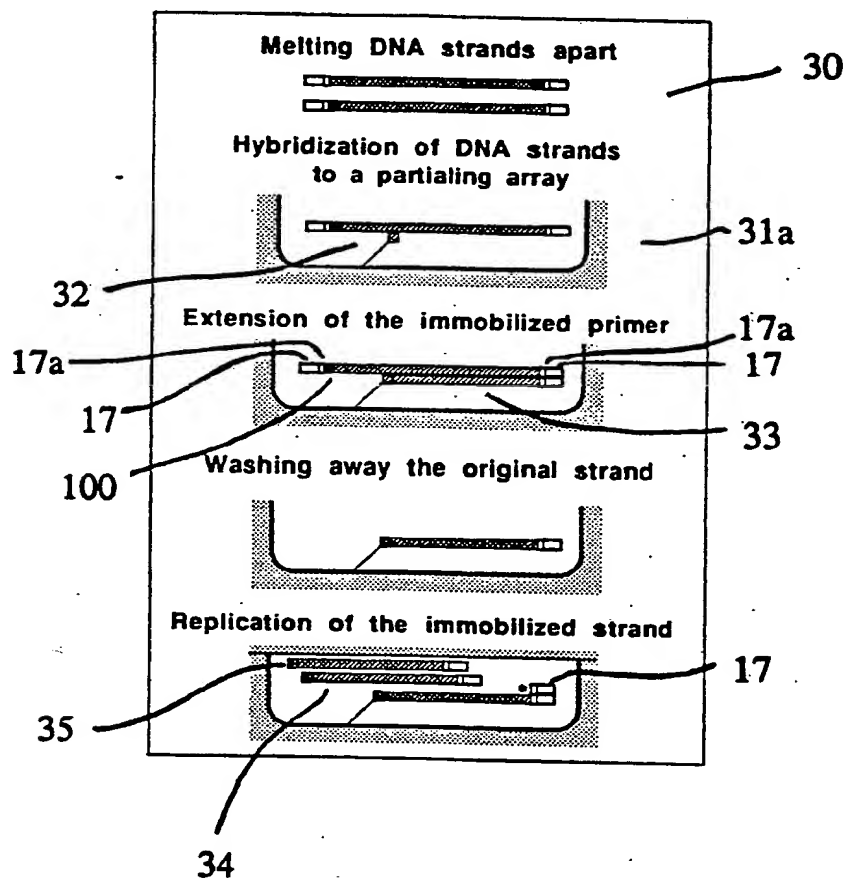 Melting DNA strands apart
30
Hybridization of DNA strands
to a partialing array
31a
32
Extension of the immobilized primer
17a
17a
17
17
33
100
Washing away the original strand
Replication of the immobilized strand
17
35
34